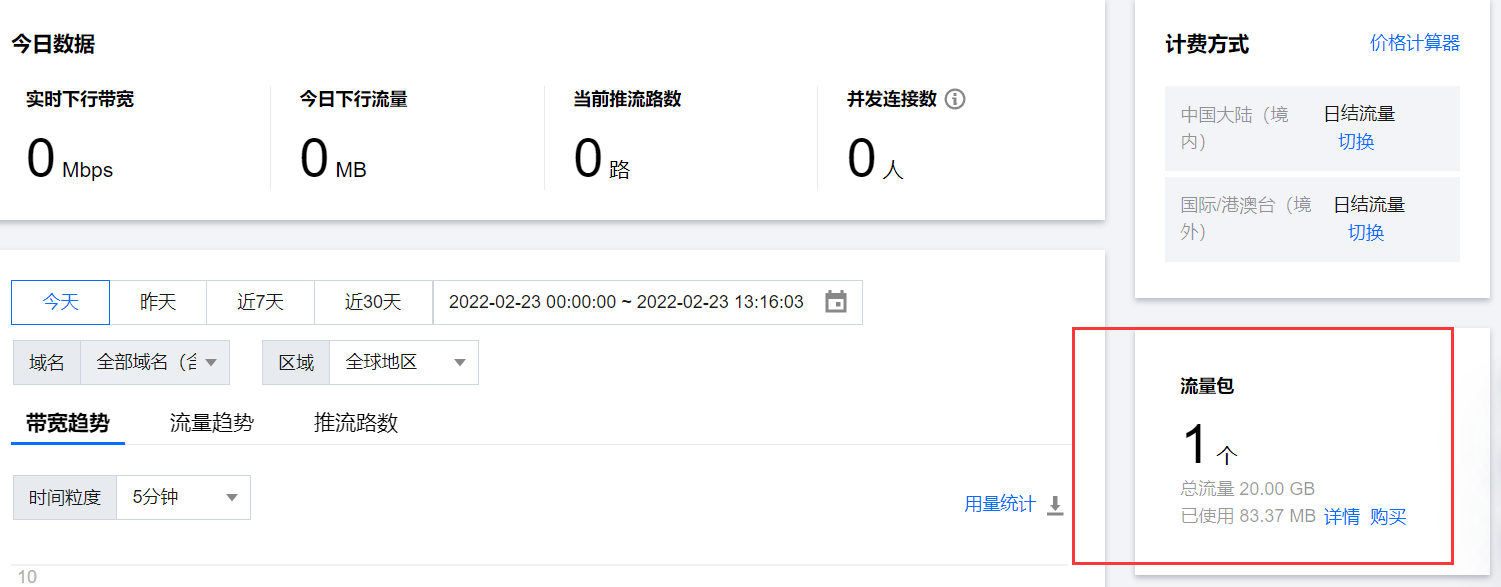 今日数据
实时下行带宽
0 Mbps
今日下行流量
0 MB
当前推流路数
0 路
并发连接数
0 人
今天 昨天 近7天 近30天 2022-02-23 00:00:00 ~ 2022-02-23 13:16:03
域名 全部域名（含 区域 全球地区
带宽趋势 流量趋势 推流路数
时间粒度 5分钟
用量统计
10
计费方式 价格计算器
中国大陆（境
内）
日结流量
切换
国际/港澳台（境
外）
日结流量
切换
流量包
1 个
总流量 20.00 GB
已使用 83.37 MB 详情 购买